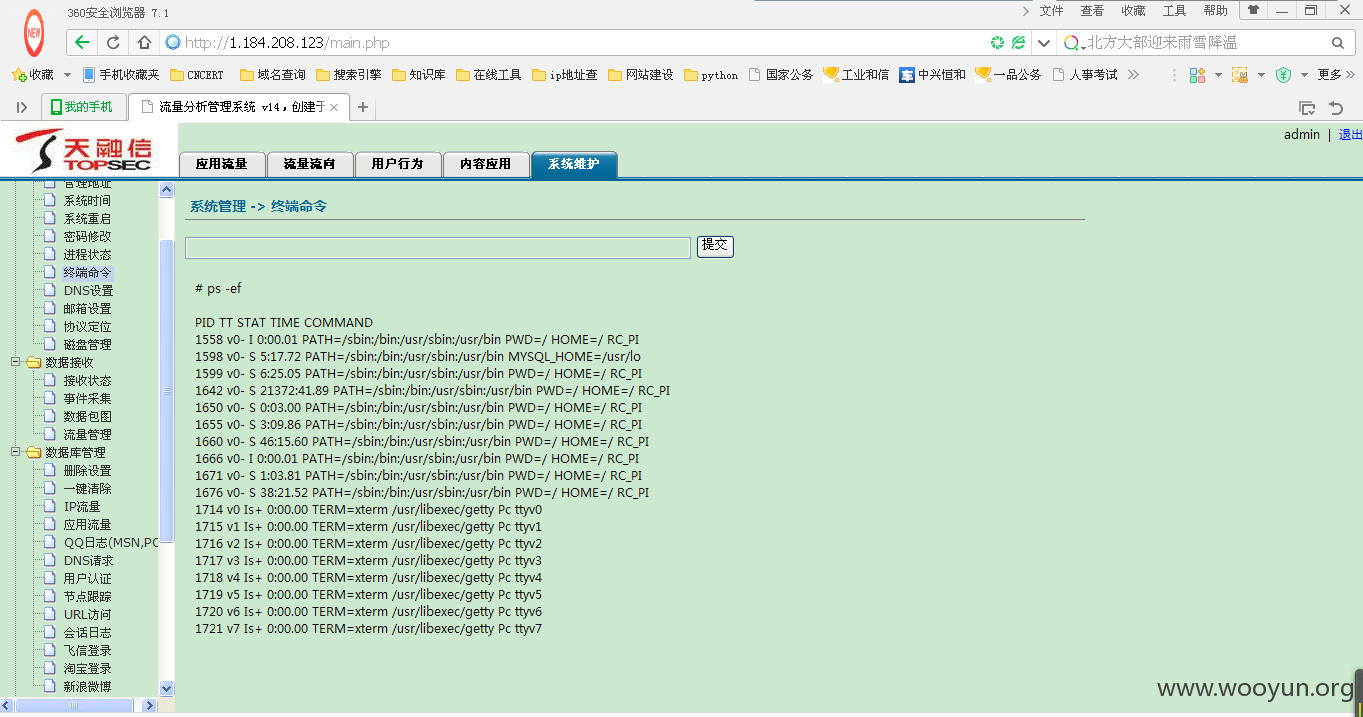 360安全浏览器 7.1
文件 查看 收藏 工具 帮助
NEW
http://1.184.208.123/main.php
北方大部迎来雨雪降温
收藏 手机收藏夹 CNCERT 域名查询 搜索引擎 知识库 在线工具 ip地址查 网站建设 python 国家公务 工业和信 中兴恒和 一品公务 人事考试 更多
我的手机 流量分析管理系统 v14，创建于
天融信
TOPSEC
admin | 退出
应用流量 流量流向 用户行为 内容应用 系统维护
管理地址
系统时间
系统重启
密码修改
进程状态
终端命令
DNS设置
邮箱设置
协议定位
磁盘管理
数据接收
接收状态
事件采集
数据包图
流量管理
数据库管理
删除设置
一键清除
IP流量
应用流量
QQ日志(MSN,PC
DNS请求
用户认证
节点跟踪
URL访问
会话日志
飞信登录
淘宝登录
新浪微博
系统管理 -> 终端命令
提交
# ps -ef
PID TT STAT TIME COMMAND
1558 v0- I 0:00.01 PATH=/sbin:/bin:/usr/sbin:/usr/bin PWD=/ HOME=/ RC_PI
1598 v0- S 5:17.72 PATH=/sbin:/bin:/usr/sbin:/usr/bin MYSQL_HOME=/usr/lo
1599 v0- S 6:25.05 PATH=/sbin:/bin:/usr/sbin:/usr/bin PWD=/ HOME=/ RC_PI
1642 v0- S 21372:41.89 PATH=/sbin:/bin:/usr/sbin:/usr/bin PWD=/ HOME=/ RC_PI
1650 v0- S 0:03.00 PATH=/sbin:/bin:/usr/sbin:/usr/bin PWD=/ HOME=/ RC_PI
1655 v0- S 3:09.86 PATH=/sbin:/bin:/usr/sbin:/usr/bin PWD=/ HOME=/ RC_PI
1660 v0- S 46:15.60 PATH=/sbin:/bin:/usr/sbin:/usr/bin PWD=/ HOME=/ RC_PI
1666 v0- I 0:00.01 PATH=/sbin:/bin:/usr/sbin:/usr/bin PWD=/ HOME=/ RC_PI
1671 v0- S 1:03.81 PATH=/sbin:/bin:/usr/sbin:/usr/bin PWD=/ HOME=/ RC_PI
1676 v0- S 38:21.52 PATH=/sbin:/bin:/usr/sbin:/usr/bin PWD=/ HOME=/ RC_PI
1714 v0 Is+ 0:00.00 TERM=xterm /usr/libexec/getty Pc ttyv0
1715 v1 Is+ 0:00.00 TERM=xterm /usr/libexec/getty Pc ttyv1
1716 v2 Is+ 0:00.00 TERM=xterm /usr/libexec/getty Pc ttyv2
1717 v3 Is+ 0:00.00 TERM=xterm /usr/libexec/getty Pc ttyv3
1718 v4 Is+ 0:00.00 TERM=xterm /usr/libexec/getty Pc ttyv4
1719 v5 Is+ 0:00.00 TERM=xterm /usr/libexec/getty Pc ttyv5
1720 v6 Is+ 0:00.00 TERM=xterm /usr/libexec/getty Pc ttyv6
1721 v7 Is+ 0:00.00 TERM=xterm /usr/libexec/getty Pc ttyv7
www.wooyun.org